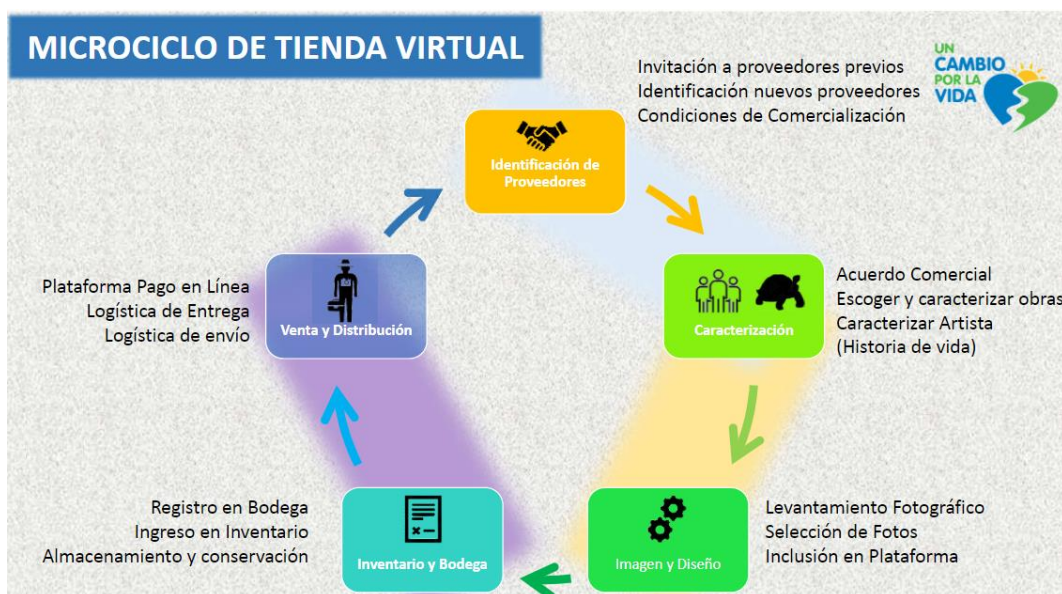 MICROCICLO DE TIENDA VIRTUAL
UN
CAMBIO
POR LA
VIDA
Invitación a proveedores previos
Identificación nuevos proveedores
Condiciones de Comercialización
Identificación de
Proveedores
Acuerdo Comercial
Escoger y caracterizar obras
Caracterizar Artista
(Historia de vida)
Caracterización
Levantamiento Fotográfico
Selección de Fotos
Inclusión en Plataforma
Imagen y Diseño
Registro en Bodega
Ingreso en Inventario
Almacenamiento y conservación
Inventario y Bodega
Plataforma Pago en Línea
Logística de Entrega
Logística de envío
Venta y Distribución